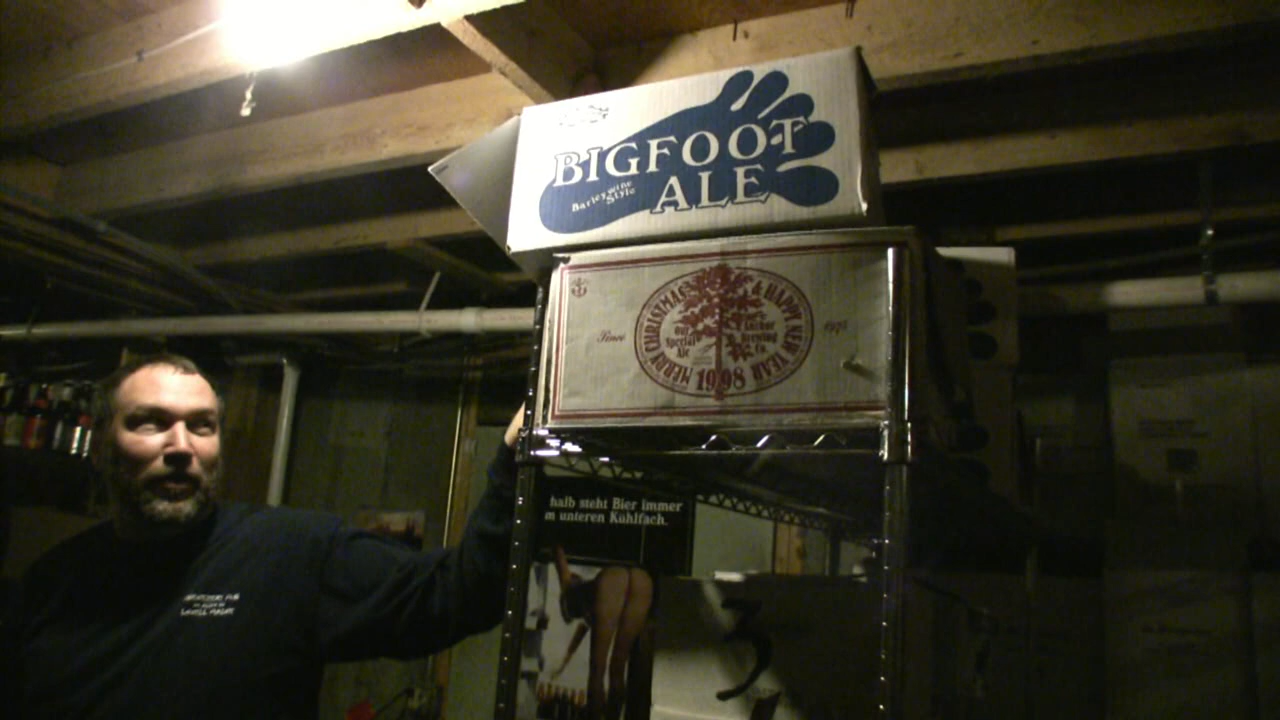 BIGFOOT
Barleywine
Style
ALE
MERRY CHRISTMAS & HAPPY NEW YEAR
Since 1975
Our
Special
Ale
Anchor
Brewing
Co.
1998
halb steht Bier immer
m unteren Kühlfach.
3